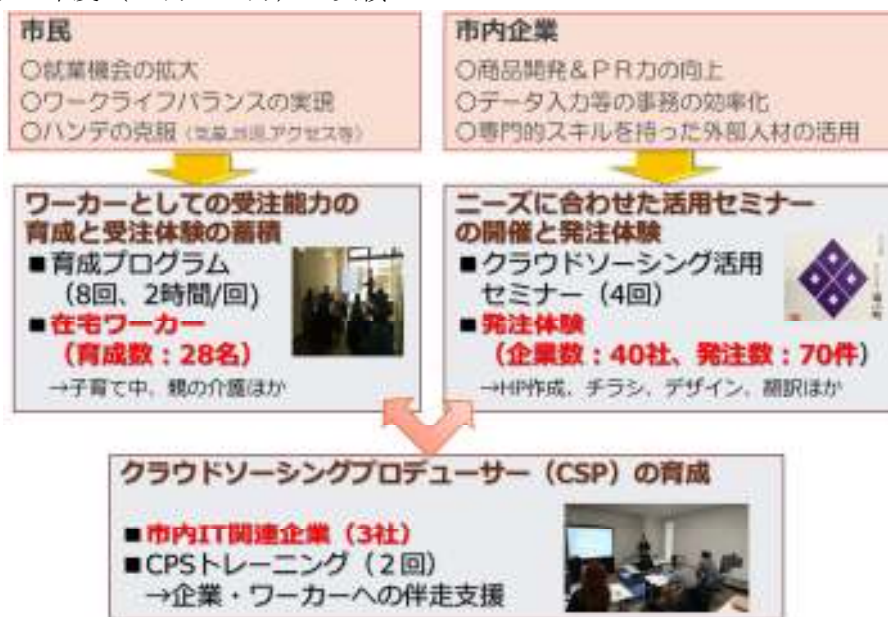 市民
○就業機会の拡大
○ワークライフバランスの実現
○ハンデの克服（気象,地理,アクセス等）
市内企業
○商品開発＆ＰＲ力の向上
○データ入力等の事務の効率化
○専門的スキルを持った外部人材の活用
ワーカーとしての受注能力の
育成と受注体験の蓄積
■育成プログラム
（8回、2時間/回)
■在宅ワーカー
（育成数：28名）
→子育て中、親の介護ほか
ニーズに合わせた活用セミナー
の開催と発注体験
■クラウドソーシング活用
セミナー（4回）
■発注体験
（企業数：40社、発注数：70件）
→HP作成、チラシ、デザイン、翻訳ほか
クラウドソーシングプロデューサー（CSP）の育成
■市内IT関連企業（3社）
■CPSトレーニング（２回）
→企業・ワーカーへの伴走支援